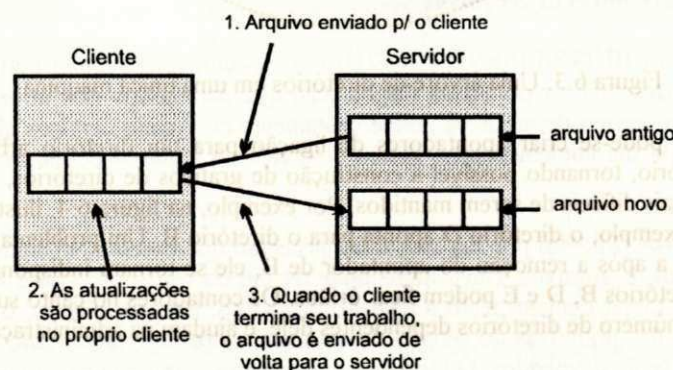 1. Arquivo enviado p/ o cliente
Cliente
Servidor
arquivo antigo
arquivo novo
2. As atualizações
são processadas
no próprio cliente
3. Quando o cliente
termina seu trabalho,
o arquivo é enviado de
volta para o servidor